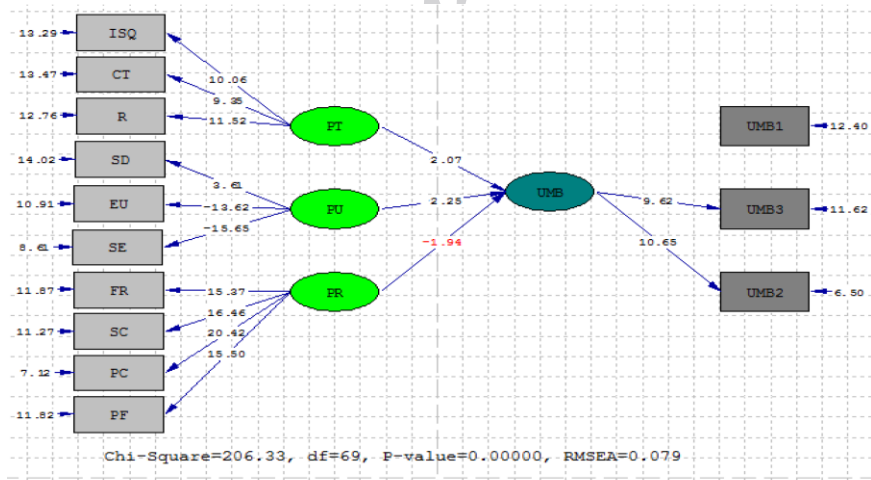 13.29 ISQ
13.47 CT 10.06
12.76 R 9.35
11.52 PT UMB1 12.40
14.02 SD 2.07
10.91 EU 3.61 UMB 9.62
-13.62 PU 2.25 UMB3 11.62
8.61 SE -15.65 -1.94 10.65
11.87 FR 15.37 PR UMB2 6.50
11.27 SC 16.46
20.42
7.12 PC 15.50
11.82 PF
Chi-Square=206.33, df=69, P-value=0.00000, RMSEA=0.079